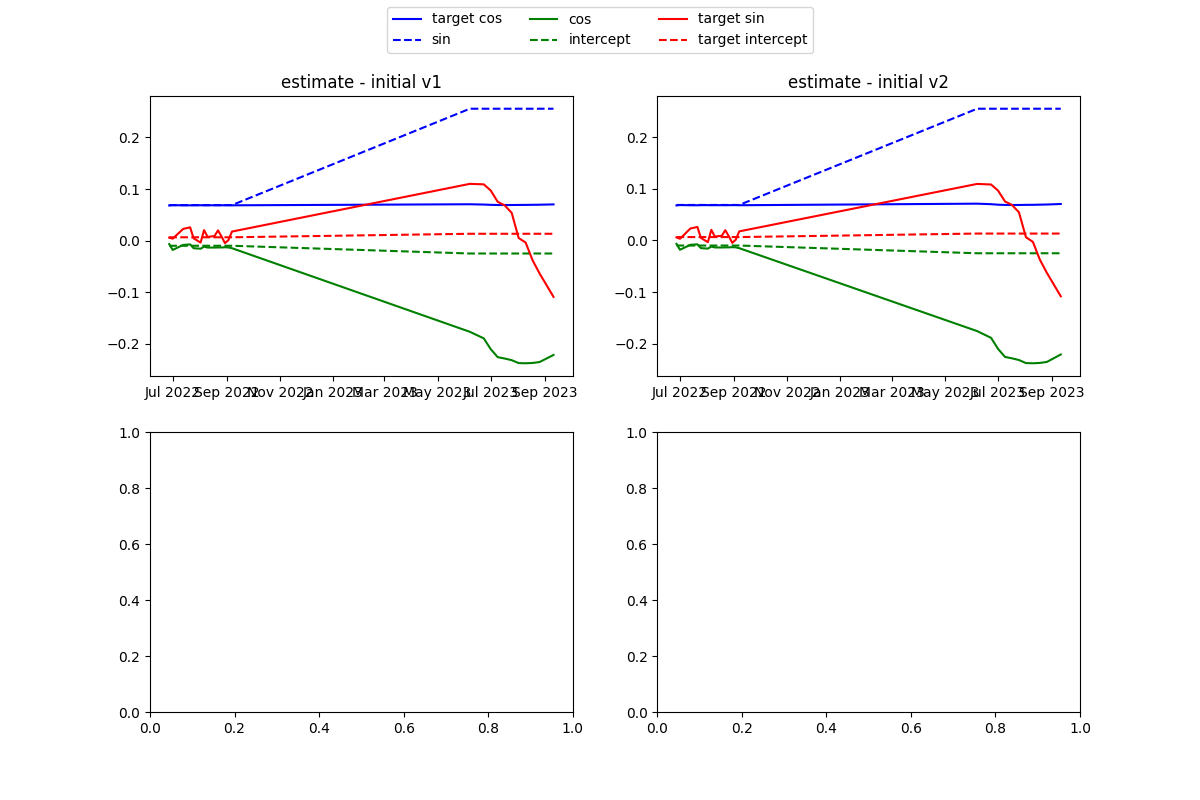 target cos cos target sin
sin intercept target intercept
estimate - initial v1 estimate - initial v2
0.2 0.2
0.1 0.1
0.0 0.0
−0.1 −0.1
−0.2 −0.2
Jul 2022 Sep 2022 Nov 2022 Jan 2023 Mar 2023 May 2023 Jul 2023 Sep 2023 Jul 2022 Sep 2022 Nov 2022 Jan 2023 Mar 2023 May 2023 Jul 2023 Sep 2023
1.0 1.0
0.8 0.8
0.6 0.6
0.4 0.4
0.2 0.2
0.0 0.0
0.0 0.2 0.4 0.6 0.8 1.0 0.0 0.2 0.4 0.6 0.8 1.0